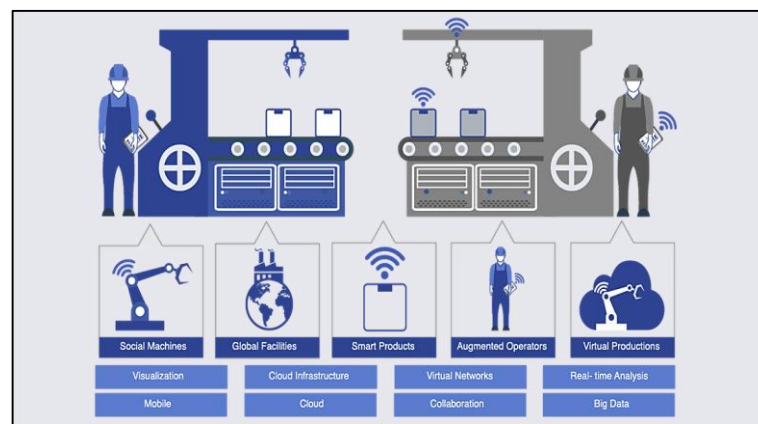 Social Machines
Global Facilities
Smart Products
Augmented Operators
Virtual Productions
Visualization
Cloud Infrastructure
Virtual Networks
Real- time Analysis
Mobile
Cloud
Collaboration
Big Data